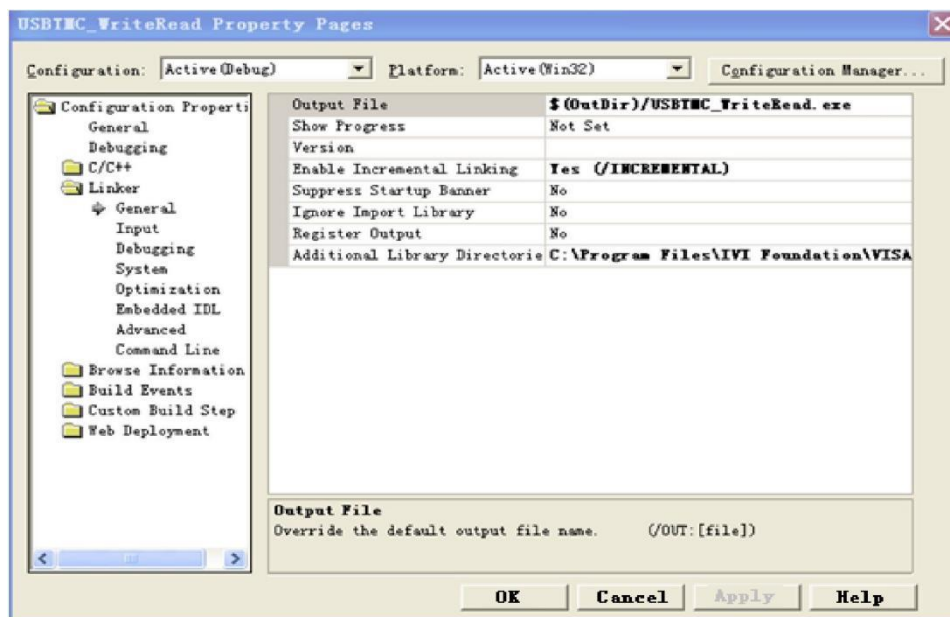 USBTMC_WriteRead Property Pages
Configuration: Active(Debug) Platform: Active(Win32) Configuration Manager...
Configuration Properti
General
Debugging
C/C++
Linker
General
Input
Debugging
System
Optimization
Embedded IDL
Advanced
Command Line
Browse Information
Build Events
Custom Build Step
Web Deployment
Output File $(OutDir)/USBTMC_WriteRead.exe
Show Progress Not Set
Version
Enable Incremental Linking Yes (/INCREMENTAL)
Suppress Startup Banner No
Ignore Import Library No
Register Output No
Additional Library Directorie C:\Program Files\IVI Foundation\VISA
Output File
Override the default output file name. (/OUT:[file])
OK Cancel Apply Help